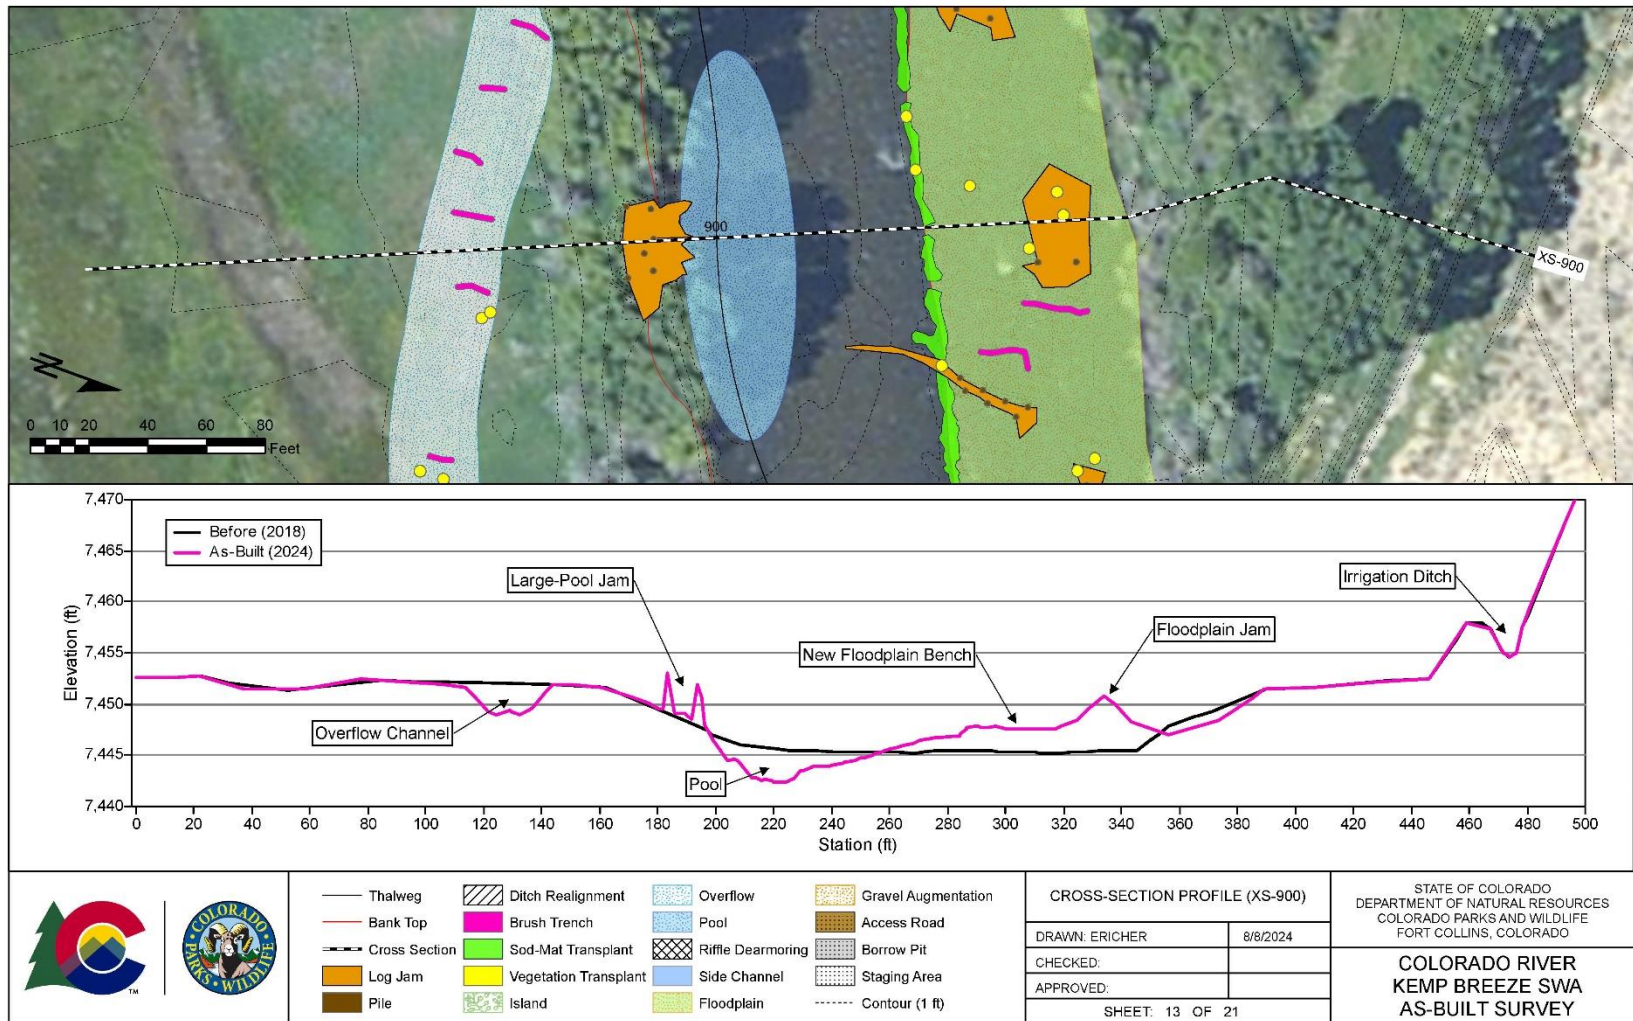 900
XS-900
N
0 5 10 15 20 40 60 80
Feet
7,470
7,465
7,460
7,455
7,450
7,445
7,440
Elevation (ft)
Before (2018)
As-Built (2024)
Large-Pool Jam
Irrigation Ditch
Floodplain Jam
New Floodplain Bench
Overflow Channel
Pool
0 20 40 60 80 100 120 140 160 180 200 220 240 260 280 300 320 340 360 380 400 420 440 460 480 500
Station (ft)
COLORADO
PARKS • WILDLIFE
C
TM
Thalweg
Bank Top
Cross Section
Log Jam
Pile
Ditch Realignment
Brush Trench
Sod-Mat Transplant
Vegetation Transplant
Island
Overflow
Pool
Riffle Dearmoring
Side Channel
Floodplain
Gravel Augmentation
Access Road
Borrow Pit
Staging Area
Contour (1 ft)
CROSS-SECTION PROFILE (XS-900)
DRAWN: ERICHER 8/8/2024
CHECKED:
APPROVED:
SHEET: 13 OF 21
STATE OF COLORADO
DEPARTMENT OF NATURAL RESOURCES
COLORADO PARKS AND WILDLIFE
FORT COLLINS, COLORADO
COLORADO RIVER
KEMP BREEZE SWA
AS-BUILT SURVEY